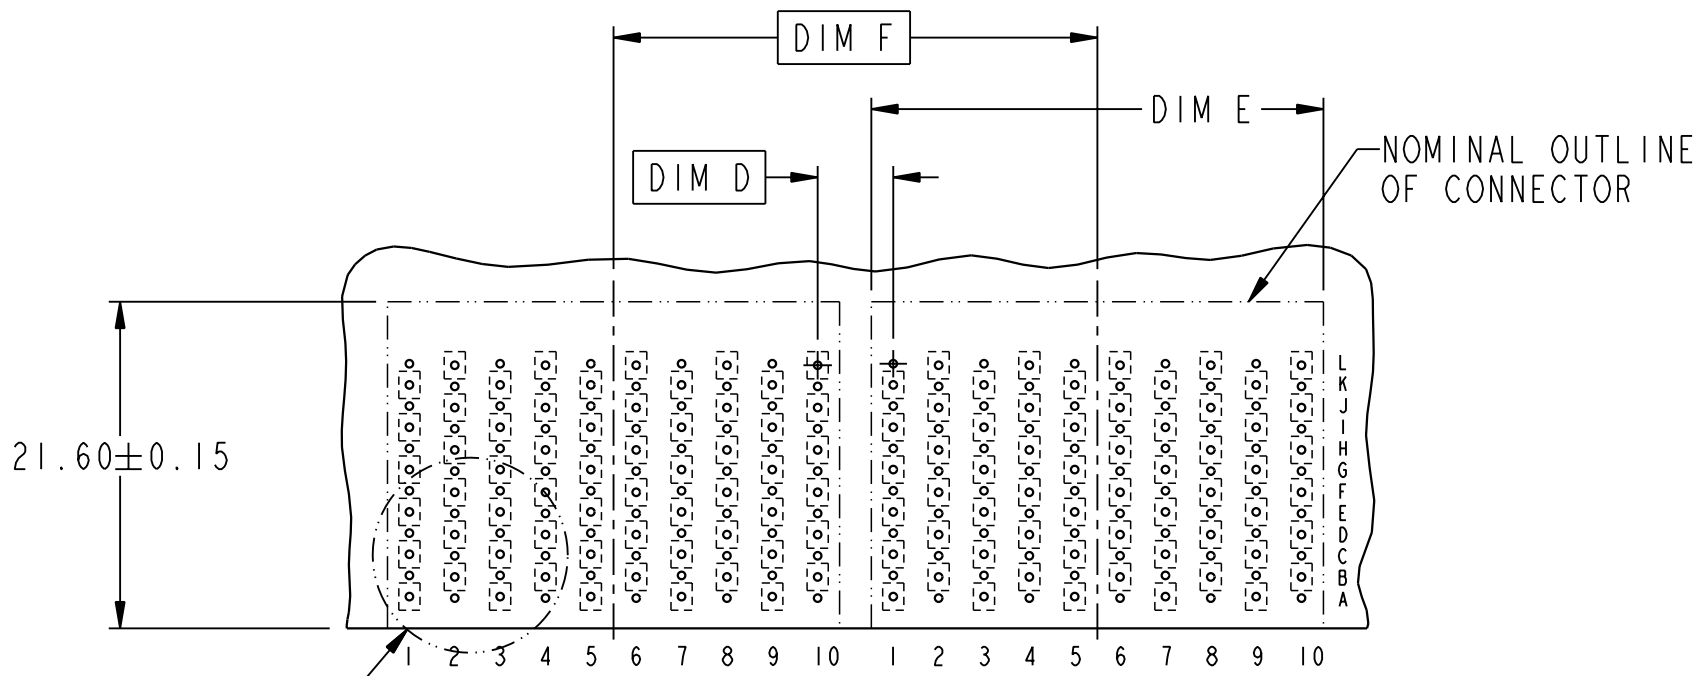 DIM F
DIM E
DIM D
NOMINAL OUTLINE
OF CONNECTOR
21.60±0.15
L
K
J
I
H
G
F
E
D
C
B
A
1 2 3 4 5 6 7 8 9 10 1 2 3 4 5 6 7 8 9 10